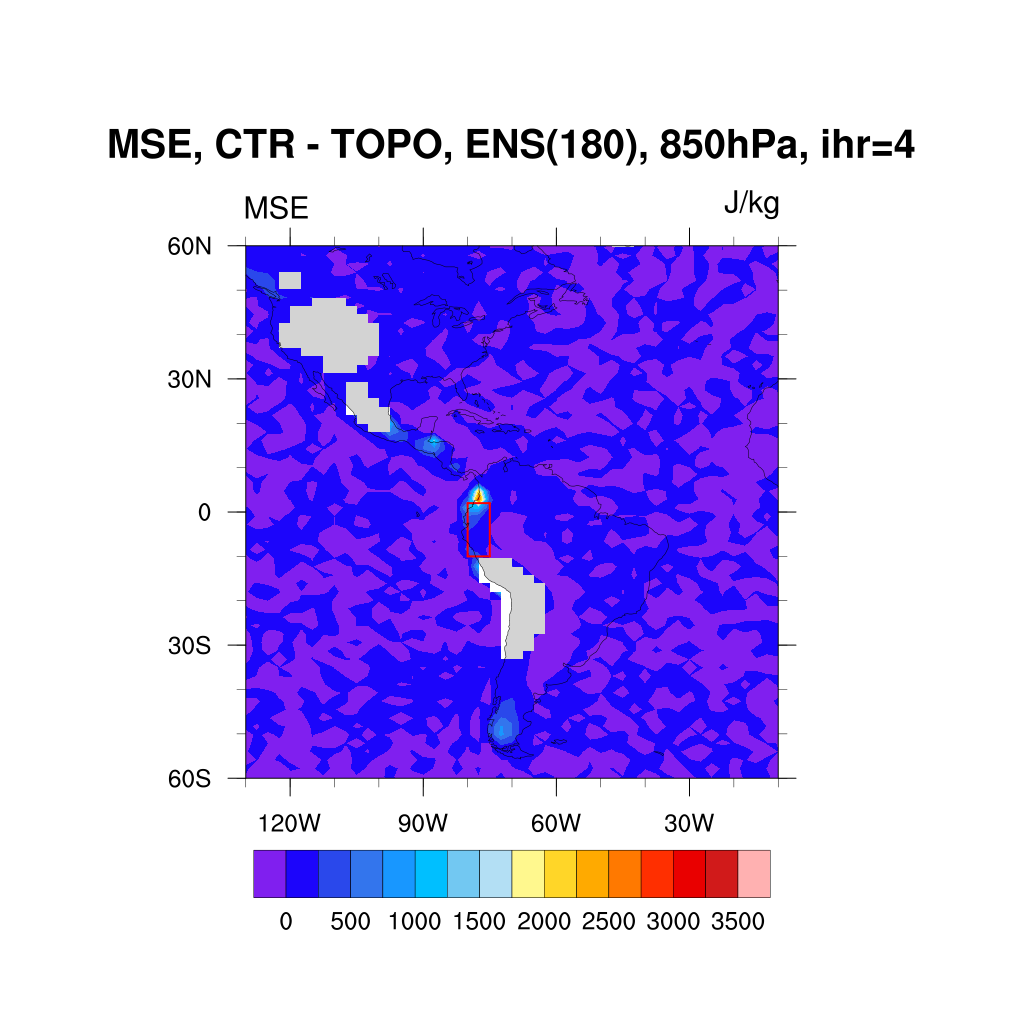 MSE, CTR - TOPO, ENS(180), 850hPa, ihr=4
MSE J/kg
60N
30N
0
30S
60S
120W 90W 60W 30W
0 500 1000 1500 2000 2500 3000 3500